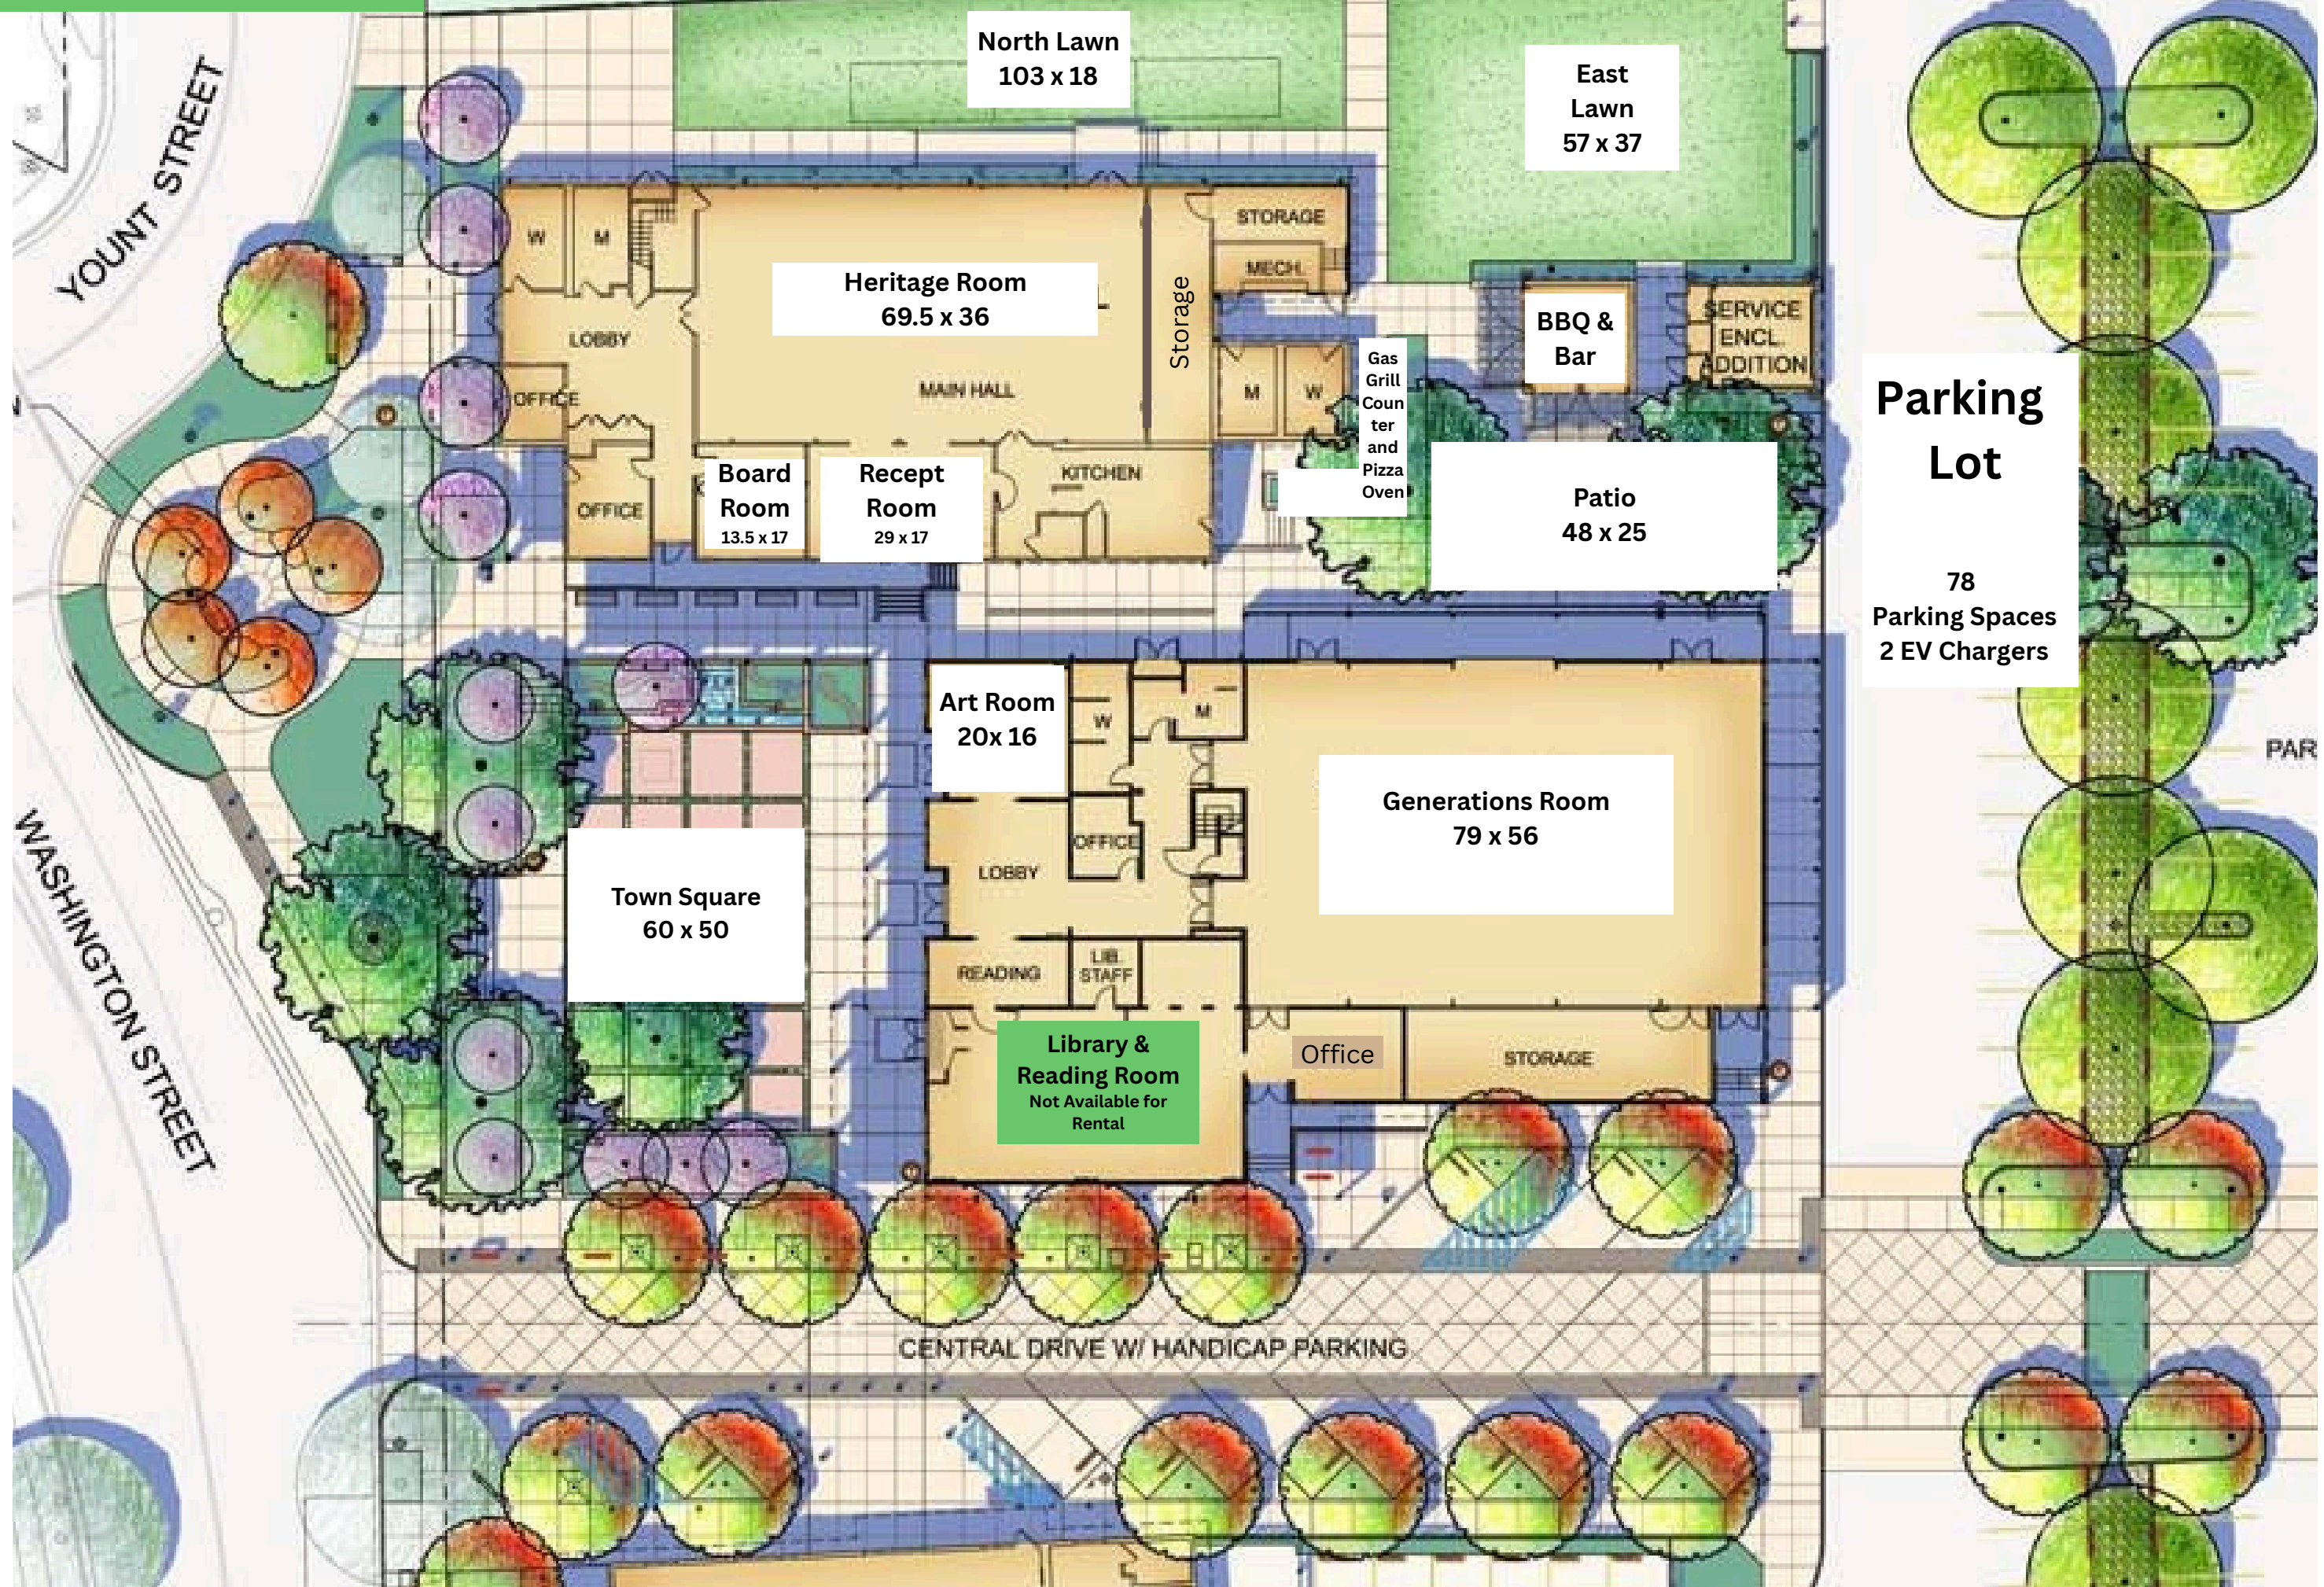 North Lawn
103 x 18
East
Lawn
57 x 37
YOUNT STREET
W
M
STORAGE
MECH.
Heritage Room
69.5 x 36
Storage
LOBBY
MAIN HALL
OFFICE
M
W
BBQ &
Bar
SERVICE
ENCL.
ADDITION
Gas
Grill
Coun
ter
and
Pizza
Oven
Parking
Lot
78
Parking Spaces
2 EV Chargers
OFFICE
Board
Room
13.5 x 17
Recept
Room
29 x 17
KITCHEN
Patio
48 x 25
Art Room
20x 16
W
M
PAR
Generations Room
79 x 56
OFFICE
LOBBY
Town Square
60 x 50
WASHINGTON STREET
READING
LIB.
STAFF
Library &
Reading Room
Not Available for
Rental
Office
STORAGE
CENTRAL DRIVE W/ HANDICAP PARKING